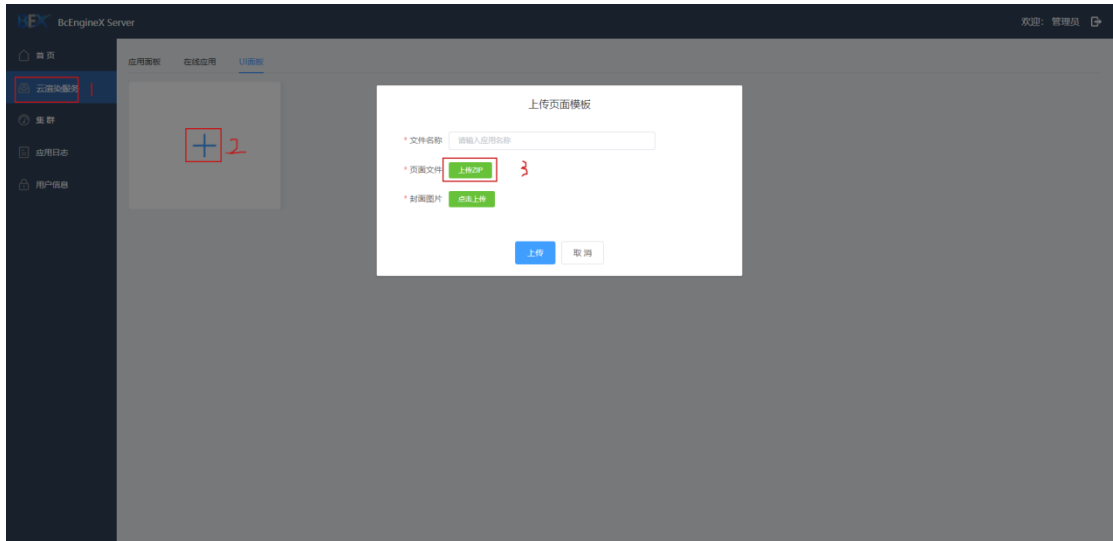 BEX BcEngineX Server
欢迎: 管理员
首页
应用面板 在线应用 UI面板
云渲染服务 1
集群
应用日志
用户信息
2
上传页面模板
* 文件名称 请输入应用名称
* 页面文件 上传ZIP 3
* 封面图片 点击上传
上传 取消